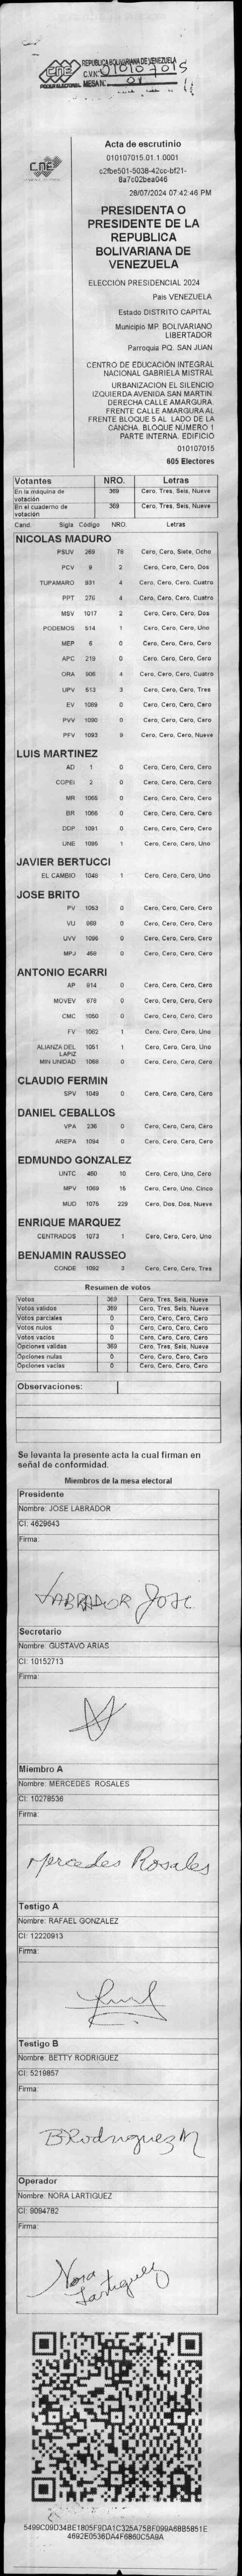 CNE
PODER ELECTORAL
REPUBLICA BOLIVARIANA DE VENEZUELA
C.V.N° 010107015
MESA N° 01
CNE
Acta de escrutinio
010107015.01.1.0001
c2fbe501-5038-42cc-bf21-
8a7c02bea046
28/07/2024 07:42:46 PM
PRESIDENTA O
PRESIDENTE DE LA
REPUBLICA
BOLIVARIANA DE
VENEZUELA
ELECCIÓN PRESIDENCIAL 2024
País VENEZUELA
Estado DISTRITO CAPITAL
Municipio MP. BOLIVARIANO
LIBERTADOR
Parroquia PQ. SAN JUAN
CENTRO DE EDUCACIÓN INTEGRAL
NACIONAL GABRIELA MISTRAL
URBANIZACION EL SILENCIO
IZQUIERDA AVENIDA SAN MARTIN.
DERECHA CALLE AMARGURA.
FRENTE CALLE AMARGURA AL
FRENTE BLOQUE 5 AL LADO DE LA
CANCHA. BLOQUE NUMERO 1
PARTE INTERNA. EDIFICIO
010107015
605 Electores
Votantes NRO. Letras
En la máquina de votación 369 Cero, Tres, Seis, Nueve
En el cuaderno de votación 369 Cero, Tres, Seis, Nueve
Cand. Sigla Código NRO. Letras
NICOLAS MADURO
PSUV 269 78 Cero, Cero, Siete, Ocho
PCV 9 2 Cero, Cero, Cero, Dos
TUPAMARO 931 4 Cero, Cero, Cero, Cuatro
PPT 276 4 Cero, Cero, Cero, Cuatro
MSV 1017 2 Cero, Cero, Cero, Dos
PODEMOS 514 1 Cero, Cero, Cero, Uno
MEP 6 0 Cero, Cero, Cero, Cero
APC 219 0 Cero, Cero, Cero, Cero
ORA 906 4 Cero, Cero, Cero, Cuatro
UPV 513 3 Cero, Cero, Cero, Tres
EV 1089 0 Cero, Cero, Cero, Cero
PVV 1090 0 Cero, Cero, Cero, Cero
PFV 1093 9 Cero, Cero, Cero, Nueve
LUIS MARTINEZ
AD 1 0 Cero, Cero, Cero, Cero
COPEI 2 0 Cero, Cero, Cero, Cero
MR 1065 0 Cero, Cero, Cero, Cero
BR 1066 0 Cero, Cero, Cero, Cero
DDP 1091 0 Cero, Cero, Cero, Cero
UNE 1095 1 Cero, Cero, Cero, Uno
JAVIER BERTUCCI
EL CAMBIO 1048 1 Cero, Cero, Cero, Uno
JOSE BRITO
PV 1053 0 Cero, Cero, Cero, Cero
VU 969 0 Cero, Cero, Cero, Cero
UVV 1096 0 Cero, Cero, Cero, Cero
MPJ 459 0 Cero, Cero, Cero, Cero
ANTONIO ECARRI
AP 914 0 Cero, Cero, Cero, Cero
MOVEV 978 0 Cero, Cero, Cero, Cero
CMC 1050 0 Cero, Cero, Cero, Cero
FV 1062 1 Cero, Cero, Cero, Uno
ALIANZA DEL LAPIZ 1051 1 Cero, Cero, Cero, Uno
MIN UNIDAD 1068 0 Cero, Cero, Cero, Cero
CLAUDIO FERMIN
SPV 1049 0 Cero, Cero, Cero, Cero
DANIEL CEBALLOS
VPA 236 0 Cero, Cero, Cero, Cero
AREPA 1094 0 Cero, Cero, Cero, Cero
EDMUNDO GONZALEZ
UNTC 460 10 Cero, Cero, Uno, Cero
MPV 1069 15 Cero, Cero, Uno, Cinco
MUD 1075 229 Cero, Dos, Dos, Nueve
ENRIQUE MARQUEZ
CENTRADOS 1073 1 Cero, Cero, Cero, Uno
BENJAMIN RAUSSEO
CONDE 1092 3 Cero, Cero, Cero, Tres
Resumen de votos
Votos 369 Cero, Tres, Seis, Nueve
Votos validos 369 Cero, Tres, Seis, Nueve
Votos parciales 0 Cero, Cero, Cero, Cero
Votos nulos 0 Cero, Cero, Cero, Cero
Votos vacíos 0 Cero, Cero, Cero, Cero
Opciones validas 369 Cero, Tres, Seis, Nueve
Opciones nulas 0 Cero, Cero, Cero, Cero
Opciones vacías 0 Cero, Cero, Cero, Cero
Observaciones:
Se levanta la presente acta la cual firman en
señal de conformidad.
Miembros de la mesa electoral
Presidente
Nombre: JOSE LABRADOR
CI: 4629643
Firma:
LABRADOR JOSE
Secretario
Nombre: GUSTAVO ARIAS
CI: 10152713
Firma:
Miembro A
Nombre: MERCEDES ROSALES
CI: 10278536
Firma:
Mercedes Rosales
Testigo A
Nombre: RAFAEL GONZALEZ
CI: 12220913
Firma:
Testigo B
Nombre: BETTY RODRIGUEZ
CI: 5219857
Firma:
BRodriguez M
Operador
Nombre: NORA LARTIGUEZ
CI: 9094782
Firma:
Nora
Lartiguez
5499C09D34BE1805F9DA1C325A75BF099A68B5851E
4692E0536DA4F6860C5A9A